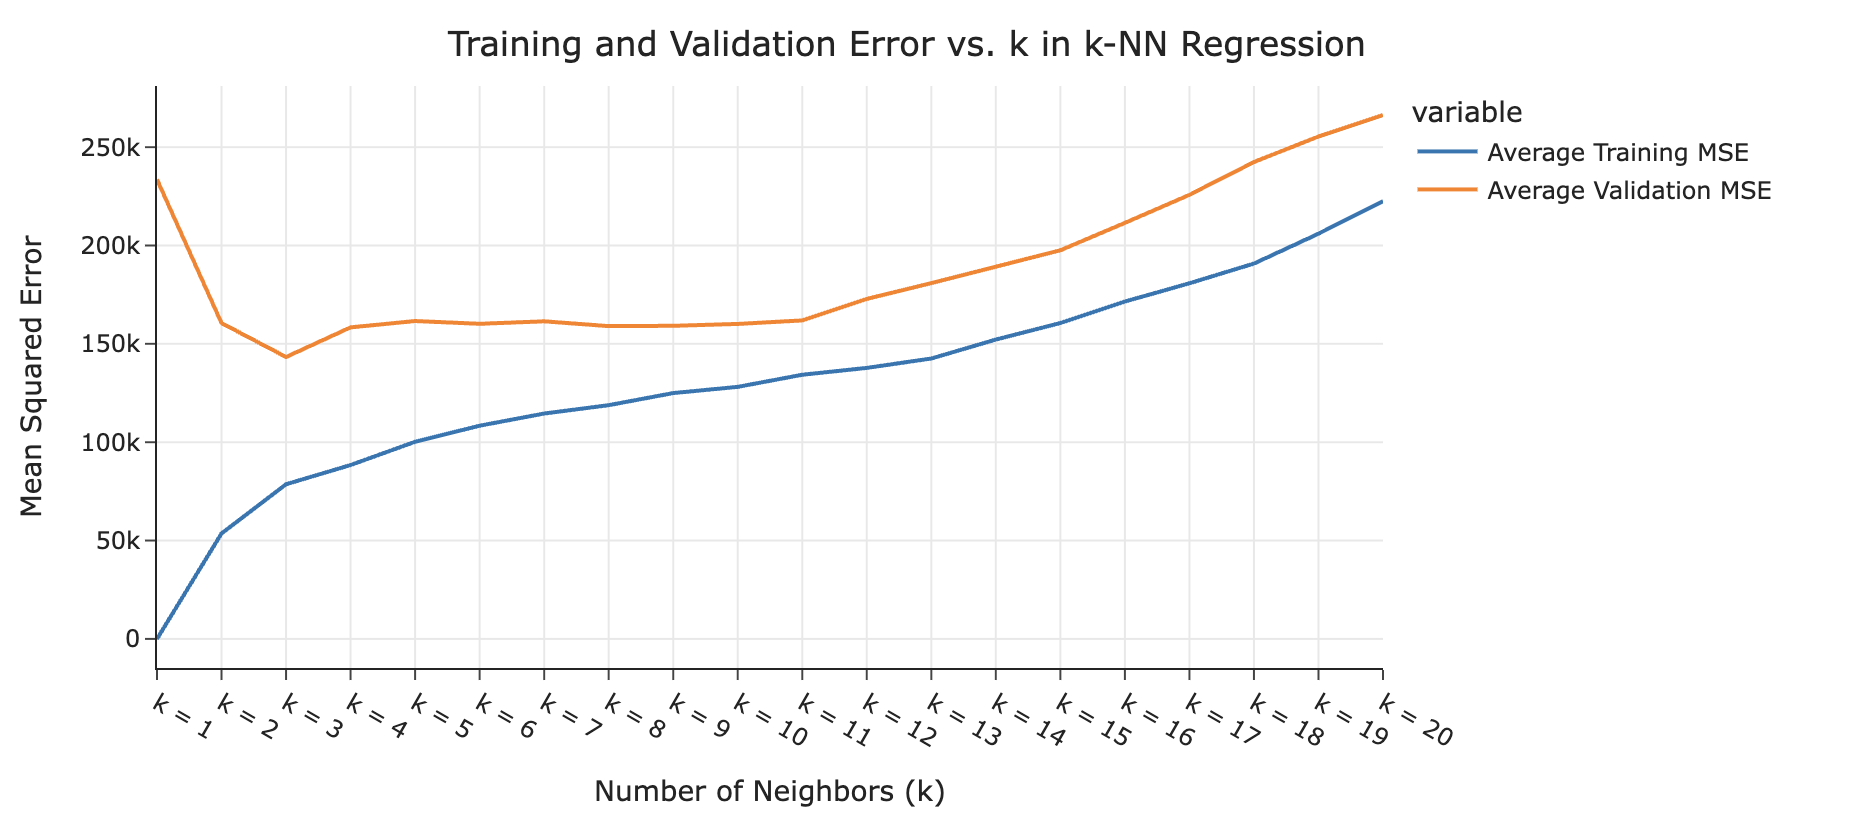 Training and Validation Error vs. k in k-NN Regression
variable
Average Training MSE
Average Validation MSE
Mean Squared Error
250k
200k
150k
100k
50k
0
k = 1
k = 2
k = 3
k = 4
k = 5
k = 6
k = 7
k = 8
k = 9
k = 10
k = 11
k = 12
k = 13
k = 14
k = 15
k = 16
k = 17
k = 18
k = 19
k = 20
Number of Neighbors (k)